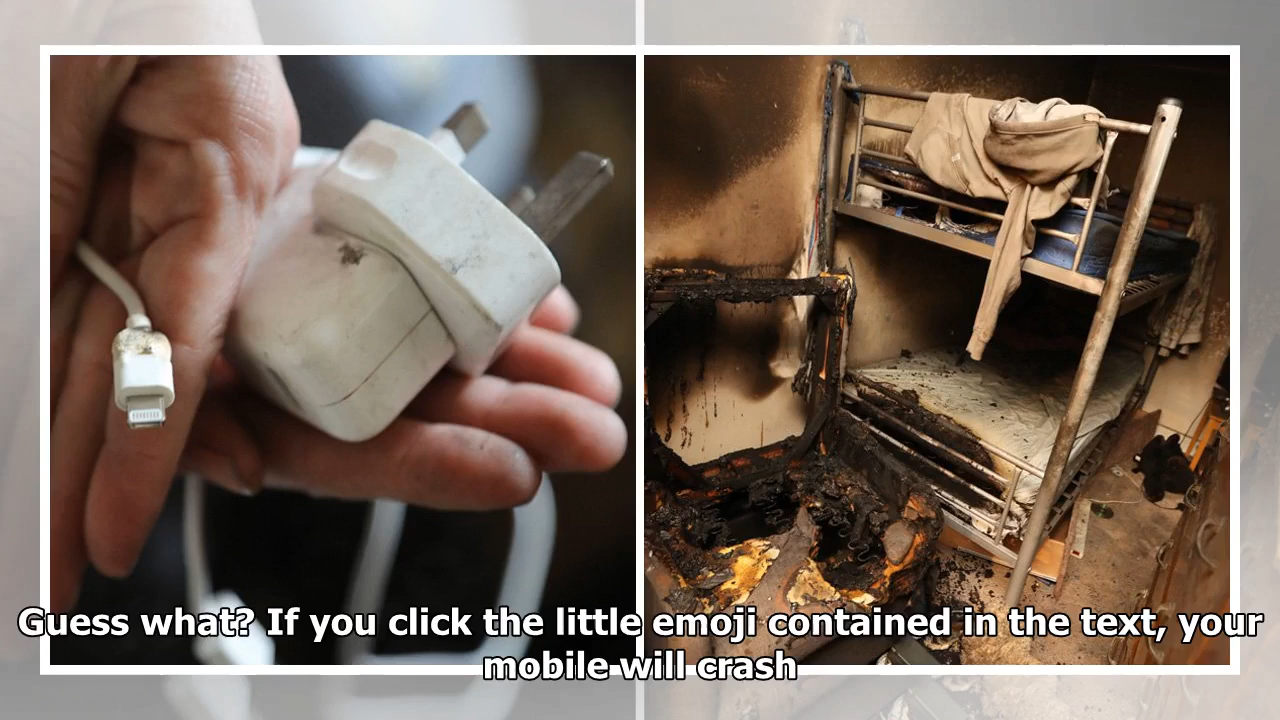 Guess what? If you click the little emoji contained in the text, your
mobile will crash